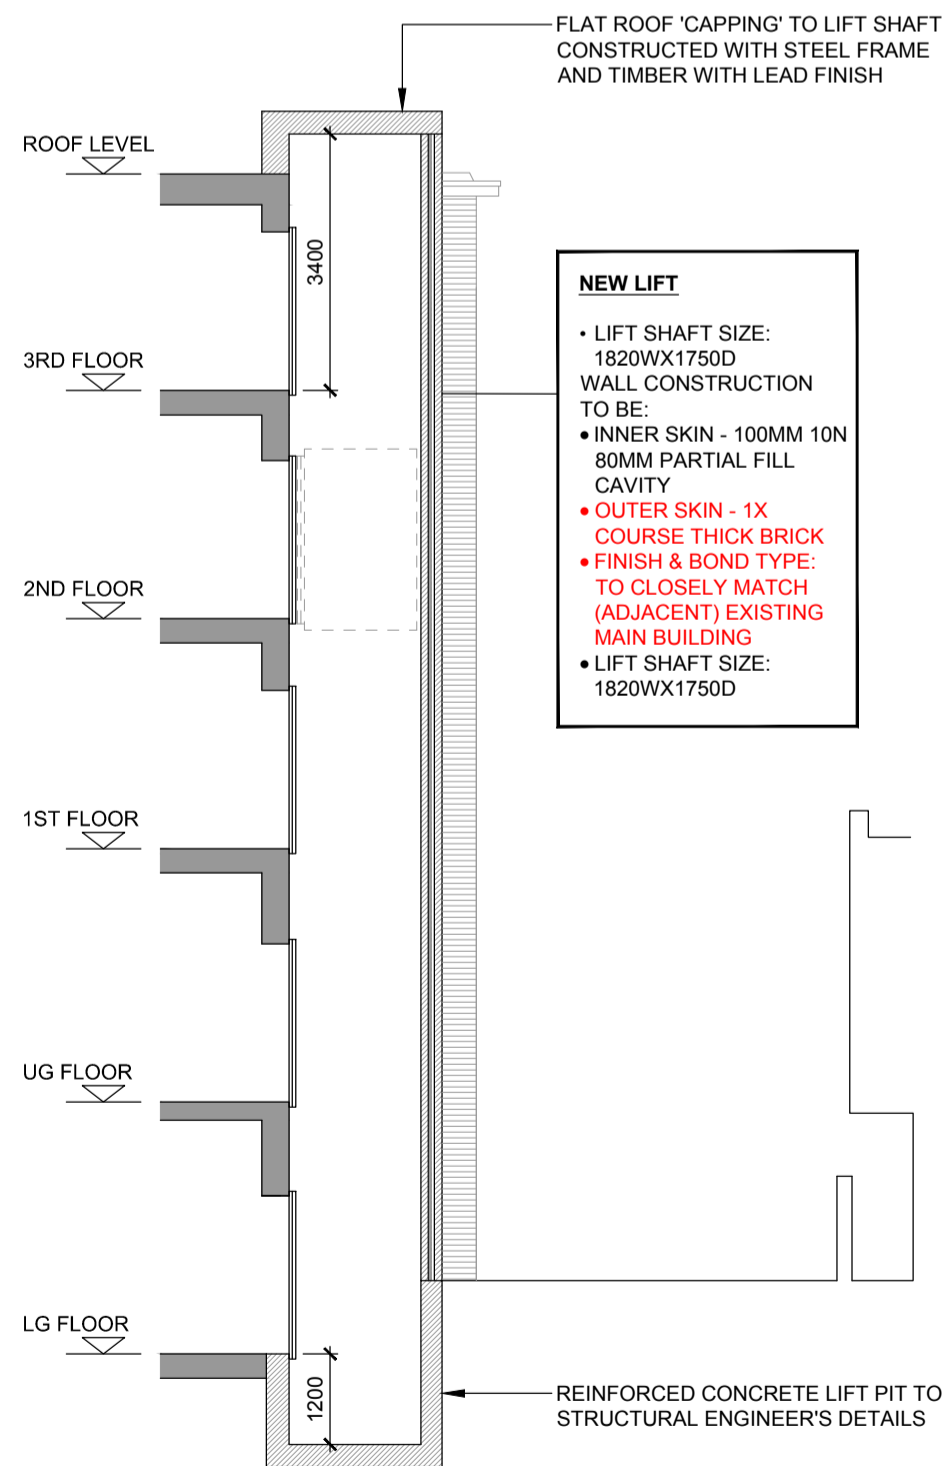 FLAT ROOF 'CAPPING' TO LIFT SHAFT
CONSTRUCTED WITH STEEL FRAME
AND TIMBER WITH LEAD FINISH
ROOF LEVEL
3400
3RD FLOOR
NEW LIFT
• LIFT SHAFT SIZE:
1820WX1750D
WALL CONSTRUCTION
TO BE:
• INNER SKIN - 100MM 10N
80MM PARTIAL FILL
CAVITY
• OUTER SKIN - 1X
COURSE THICK BRICK
• FINISH & BOND TYPE:
TO CLOSELY MATCH
(ADJACENT) EXISTING
MAIN BUILDING
• LIFT SHAFT SIZE:
1820WX1750D
2ND FLOOR
1ST FLOOR
UG FLOOR
LG FLOOR
1200
REINFORCED CONCRETE LIFT PIT TO
STRUCTURAL ENGINEER'S DETAILS